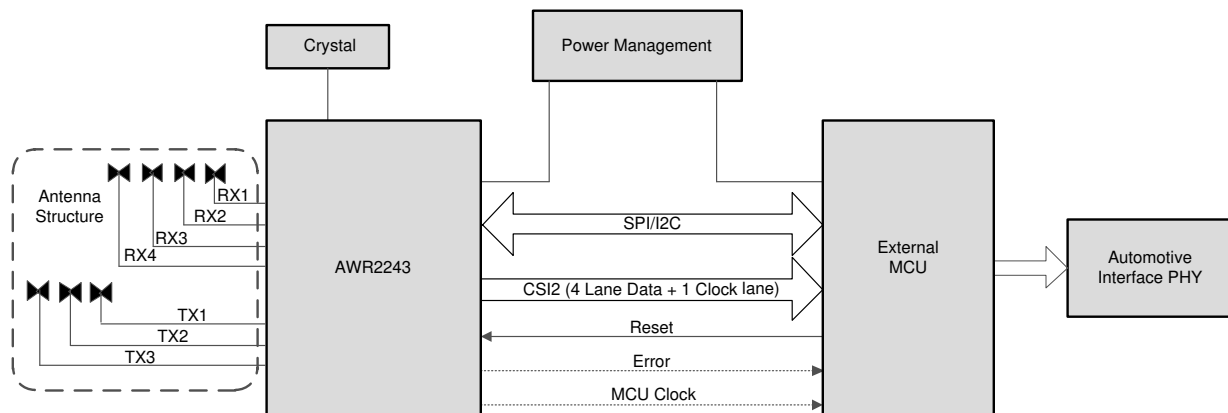 Crystal
Power Management
Antenna
Structure
RX1
RX2
RX3
RX4
TX1
TX2
TX3
AWR2243
SPI/I2C
CSI2 (4 Lane Data + 1 Clock lane)
Reset
Error
MCU Clock
External
MCU
Automotive
Interface PHY